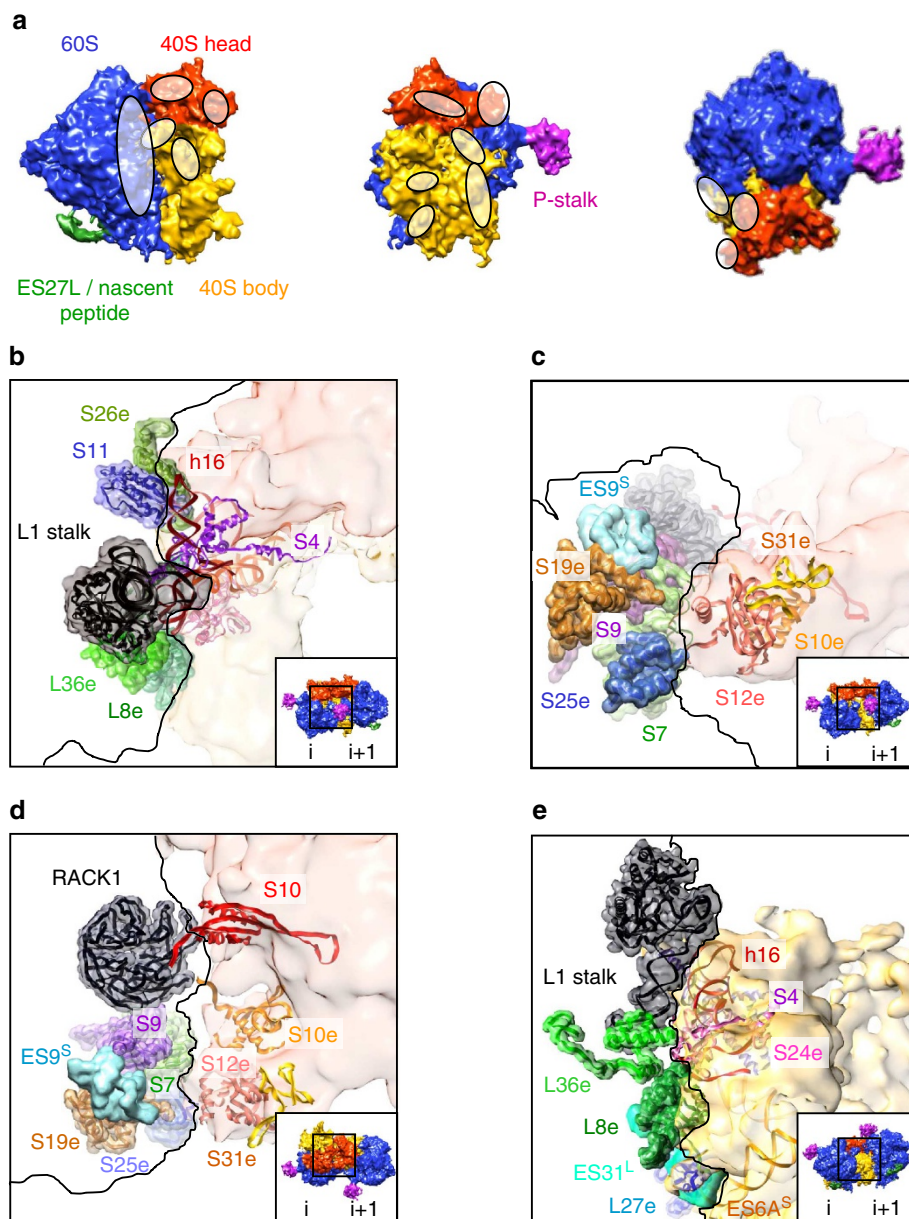 a
60S
40S head
P-stalk
ES27L / nascent
peptide
40S body
b
S26e
S11
h16
L1 stalk
S4
L36e
L8e
i
i+1
c
ES9S
S31e
S19e
S9
S10e
S25e
S12e
S7
i
i+1
d
RACK1
S10
S9
ES9S
S10e
S12e
S7
S19e
S31e
S25e
i
i+1
e
h16
L1 stalk
S4
S24e
L36e
L8e
ES31L
L27e
ES6AS
i
i+1